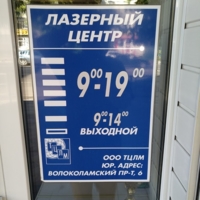 ЛАЗЕРНЫЙ
ЦЕНТР
9⁰⁰-19⁰⁰
9⁰⁰-14⁰⁰
ВЫХОДНОЙ
ООО ТЦЛМ
ЮР. АДРЕС:
ВОЛОКОЛАМСКИЙ ПР-Т, 6